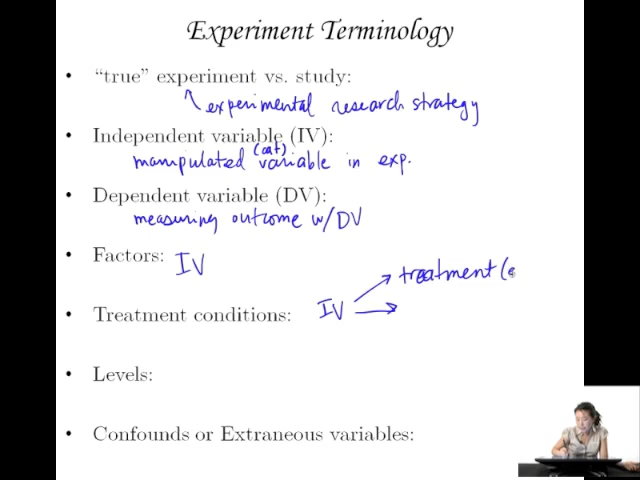 Experiment Terminology
• "true" experiment vs. study:
experimental research strategy
• Independent variable (IV):
(cat)
manipulated variable in exp.
• Dependent variable (DV):
measuring outcome w/DV
• Factors: IV
treatment (
• Treatment conditions: IV
• Levels:
• Confounds or Extraneous variables: